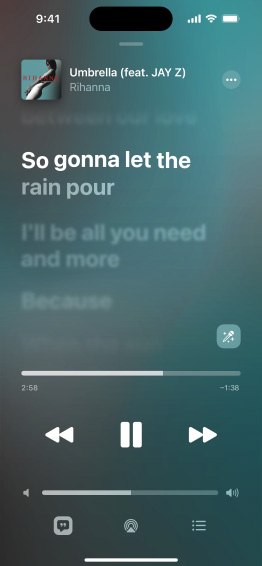 9:41
RIHANNA
Umbrella (feat. JAY Z)
Rihanna
between our love
So gonna let the
rain pour
I'll be all you need
and more
Because
2:58
-1:38